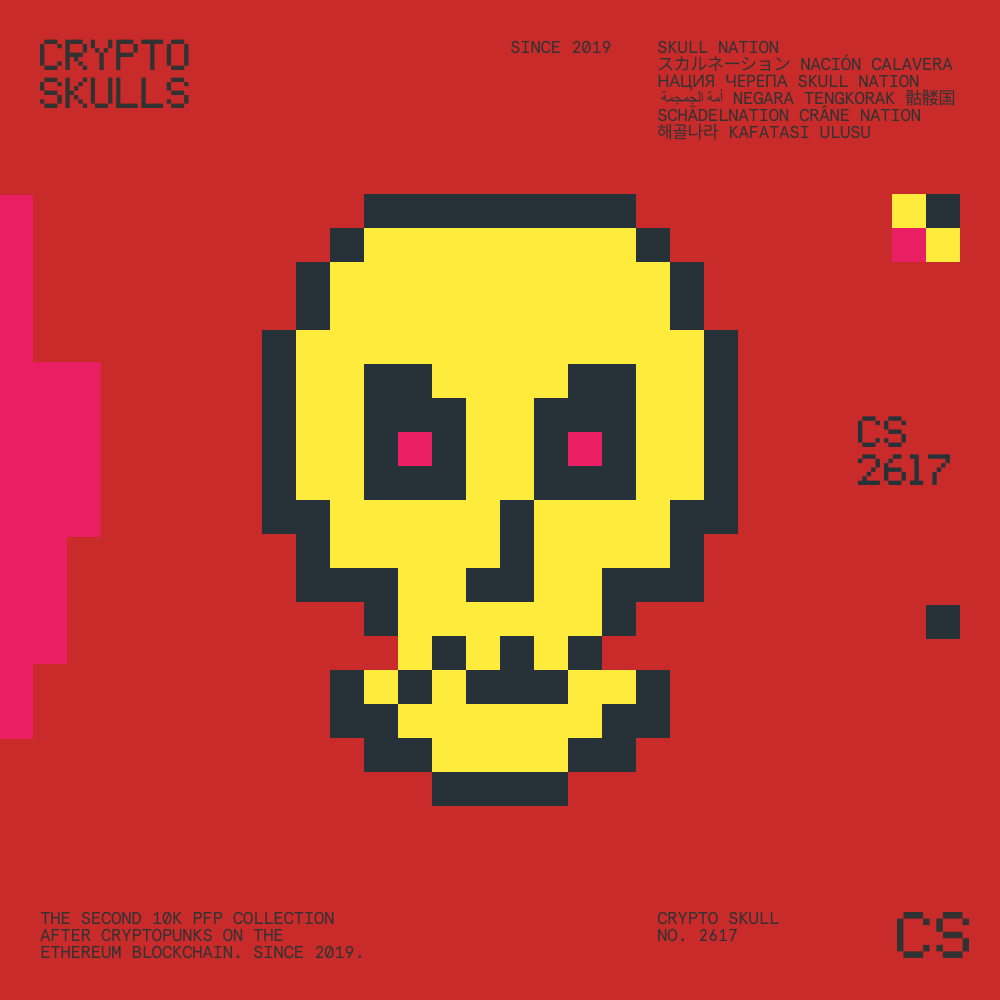 CRYPTO
SKULLS
SINCE 2019
SKULL NATION
スカルネーション NACIÓN CALAVERA
НАЦИЯ ЧЕРЕПА SKULL NATION
أمة الجمجمة NEGARA TENGKORAK 骷髅国
SCHÄDELNATION CRÂNE NATION
해골나라 KAFATASI ULUSU
CS
2617
THE SECOND 10K PFP COLLECTION
AFTER CRYPTOPUNKS ON THE
ETHEREUM BLOCKCHAIN. SINCE 2019.
CRYPTO SKULL
NO. 2617
CS